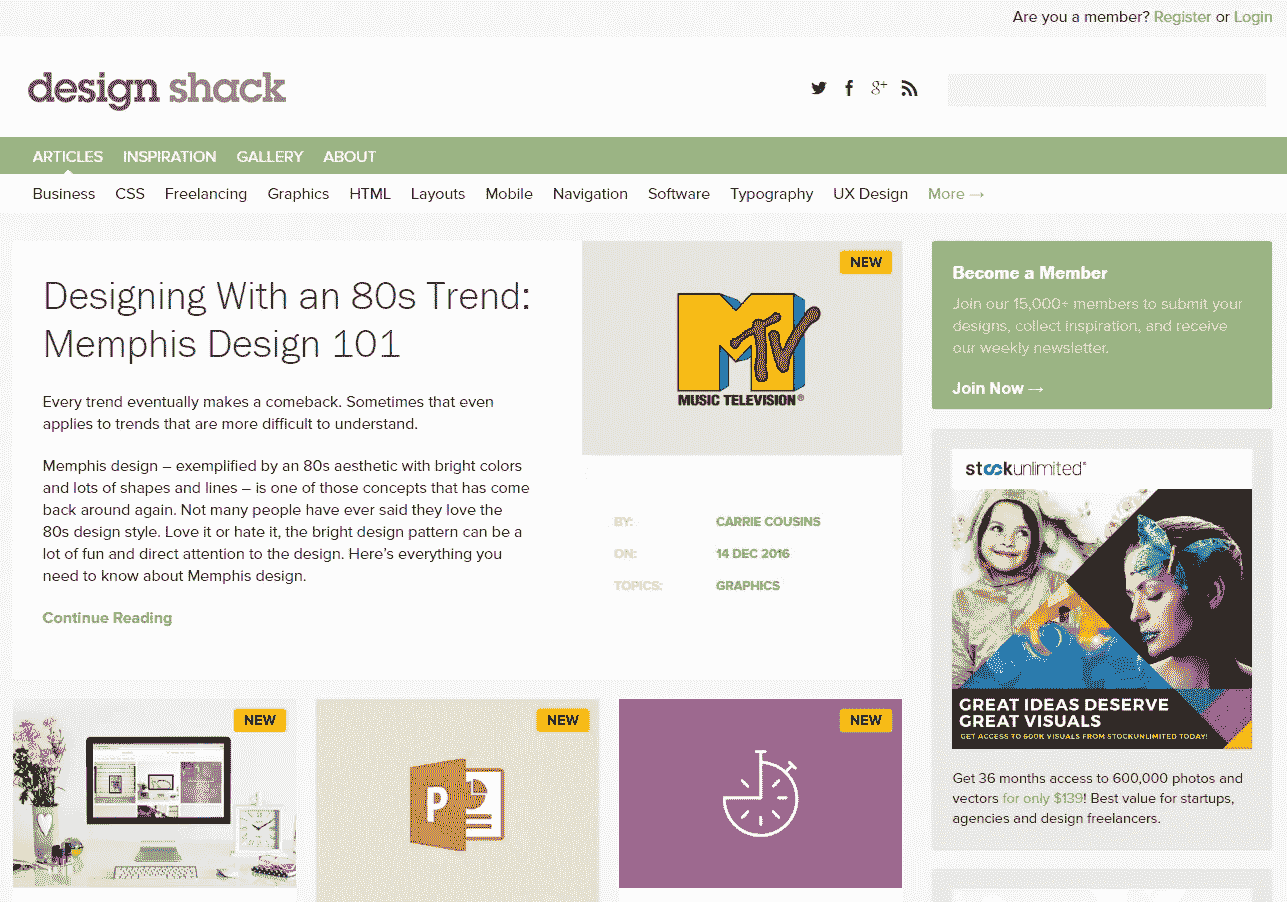 Are you a member? Register or Login
design shack
ARTICLES INSPIRATION GALLERY ABOUT
Business CSS Freelancing Graphics HTML Layouts Mobile Navigation Software Typography UX Design More →
Designing With an 80s Trend:
Memphis Design 101
Every trend eventually makes a comeback. Sometimes that even
applies to trends that are more difficult to understand.
Memphis design – exemplified by an 80s aesthetic with bright colors
and lots of shapes and lines – is one of those concepts that has come
back around again. Not many people have ever said they love the
80s design style. Love it or hate it, the bright design pattern can be a
lot of fun and direct attention to the design. Here's everything you
need to know about Memphis design.
Continue Reading
NEW
MTV
MUSIC TELEVISION®
BY: CARRIE COUSINS
ON: 14 DEC 2016
TOPICS: GRAPHICS
Become a Member
Join our 15,000+ members to submit your
designs, collect inspiration, and receive
our weekly newsletter.
Join Now →
stockunlimited
GREAT IDEAS DESERVE
GREAT VISUALS
GET ACCESS TO 600K VISUALS FROM STOCKUNLIMITED TODAY!
Get 36 months access to 600,000 photos and
vectors for only $139! Best value for startups,
agencies and design freelancers.
NEW
NEW
P
NEW